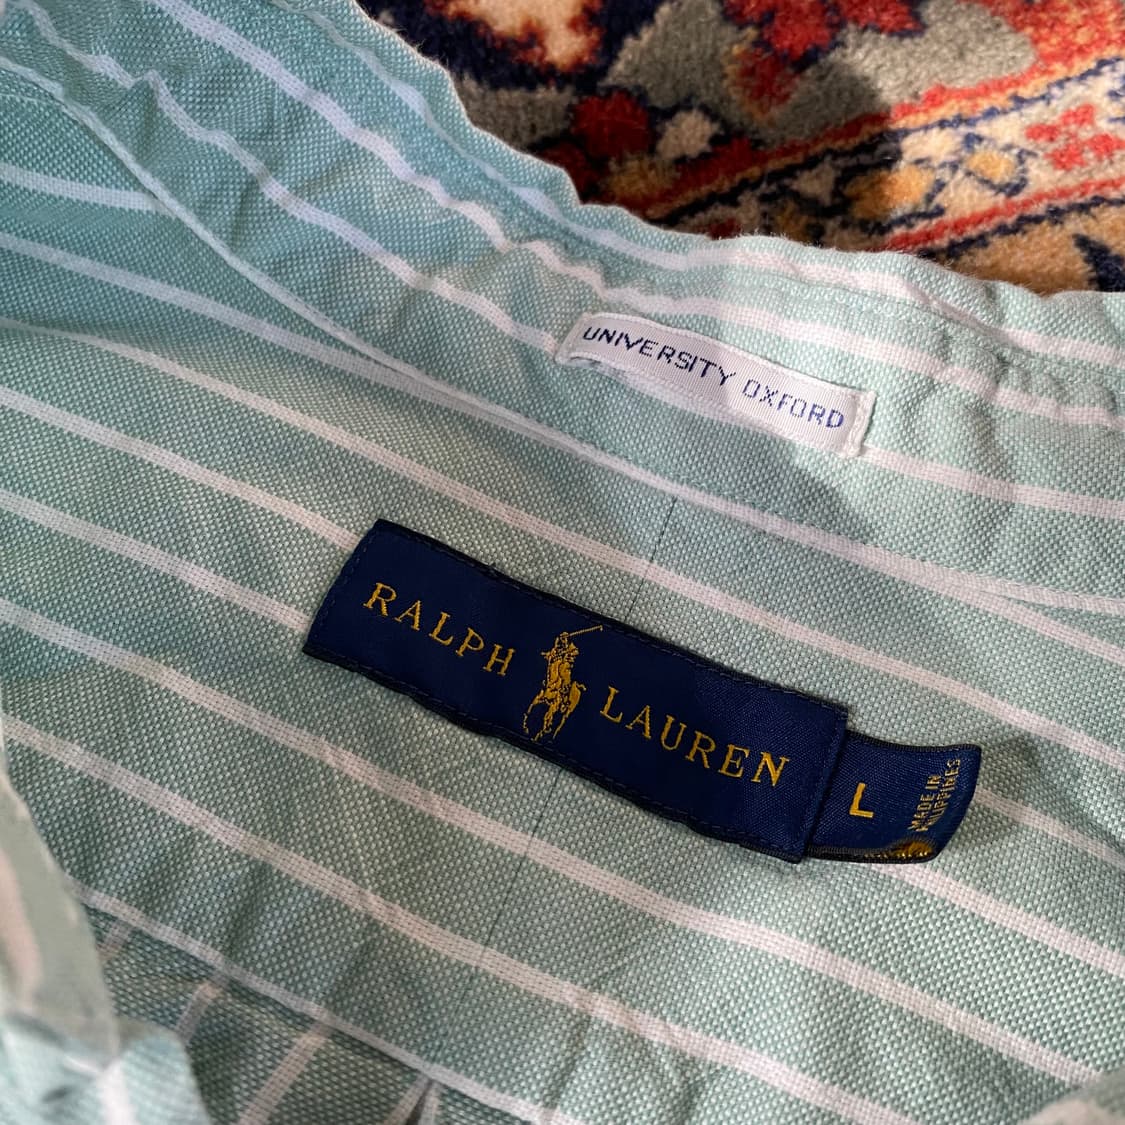 UNIVERSITY OXFORD
RALPH LAUREN
L
MADE IN
PHILIPPINES